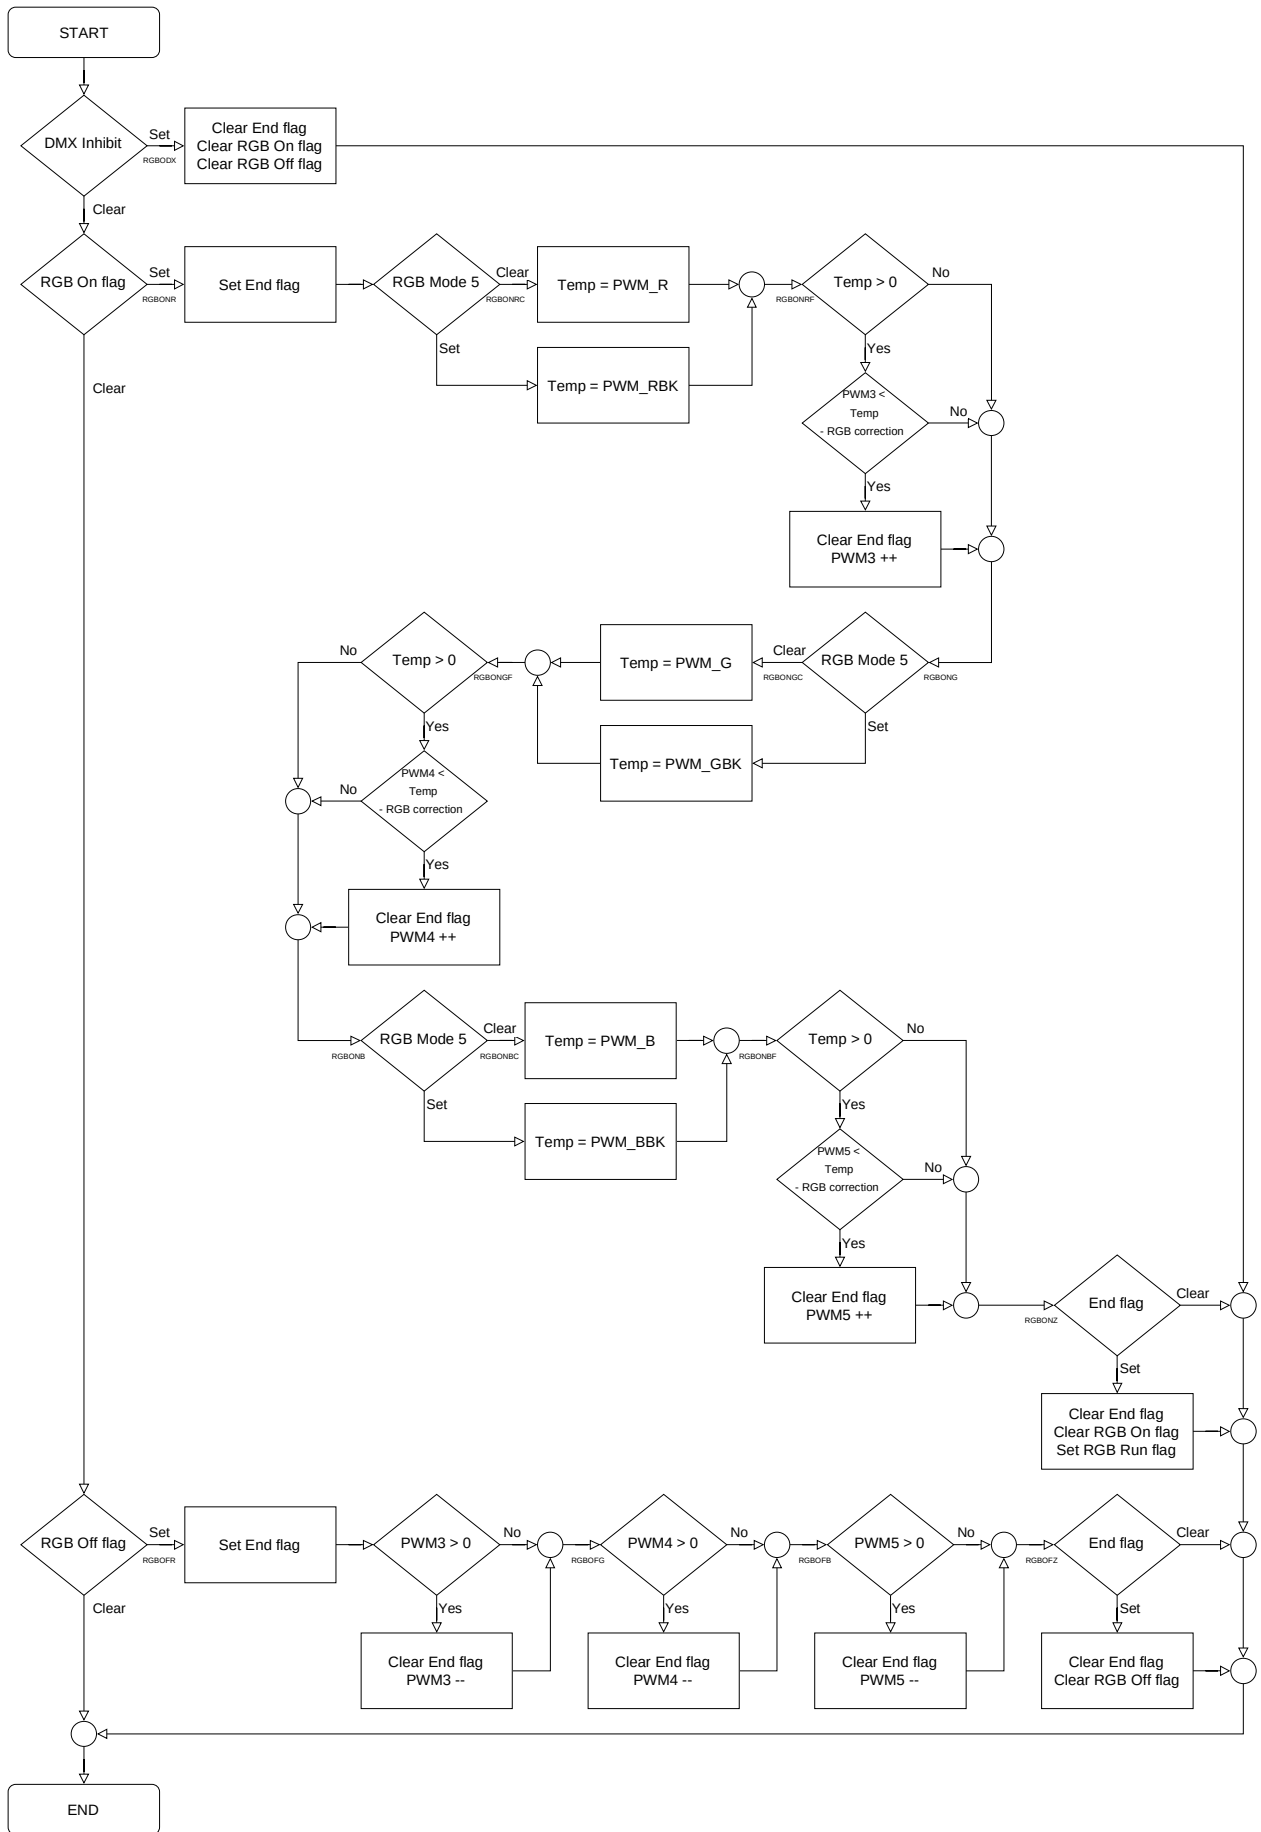 START
DMX Inhibit
Set
RGBODX
Clear End flag
Clear RGB On flag
Clear RGB Off flag
Clear
RGB On flag
Set
RGBONR
Set End flag
RGB Mode 5
Clear
RGBONRC
Temp = PWM_R
RGBONRF
Temp > 0
No
Set
Yes
Clear
Temp = PWM_RBK
PWM3 <
Temp
- RGB correction
No
Yes
Clear End flag
PWM3 ++
No
Temp > 0
RGBONGF
Temp = PWM_G
Clear
RGBONGC
RGB Mode 5
RGBONG
Yes
Set
Temp = PWM_GBK
PWM4 <
Temp
- RGB correction
No
Yes
Clear End flag
PWM4 ++
RGBONB
RGB Mode 5
Clear
RGBONBC
Temp = PWM_B
RGBONBF
Temp > 0
No
Set
Yes
Temp = PWM_BBK
PWM5 <
Temp
- RGB correction
No
Yes
Clear End flag
PWM5 ++
RGBONZ
End flag
Clear
Set
Clear End flag
Clear RGB On flag
Set RGB Run flag
RGB Off flag
Set
RGBOFR
Set End flag
PWM3 > 0
No
RGBOFG
PWM4 > 0
No
RGBOFB
PWM5 > 0
No
RGBOFZ
End flag
Clear
Clear
Yes
Yes
Yes
Set
Clear End flag
PWM3 --
Clear End flag
PWM4 --
Clear End flag
PWM5 --
Clear End flag
Clear RGB Off flag
END